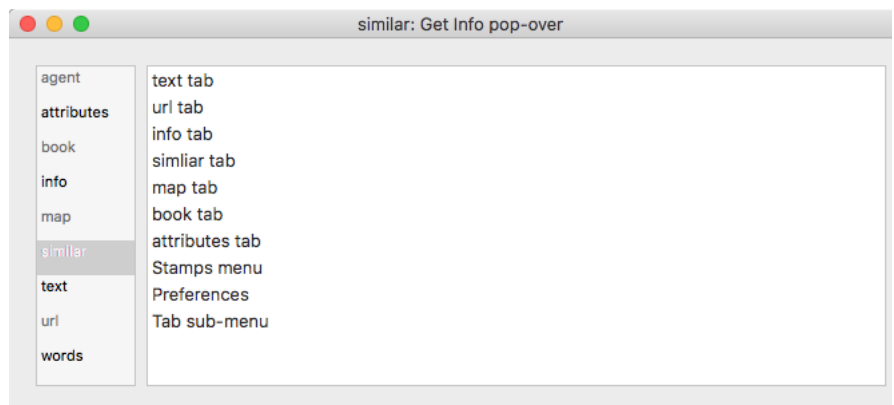 similar: Get Info pop-over
agent
attributes
book
info
map
similar
text
url
words
text tab
url tab
info tab
simliar tab
map tab
book tab
attributes tab
Stamps menu
Preferences
Tab sub-menu